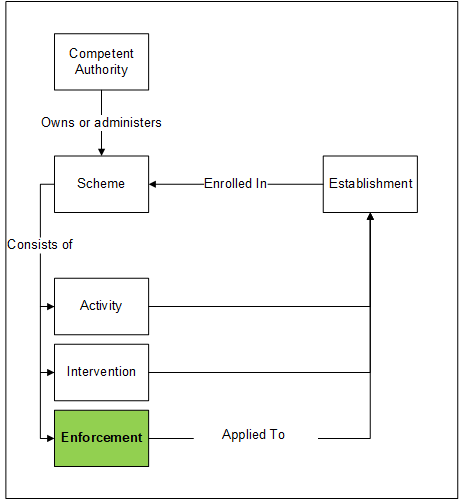 Competent
Authority
Owns or administers
Scheme
Enrolled In
Establishment
Consists of
Activity
Intervention
Enforcement
Applied To